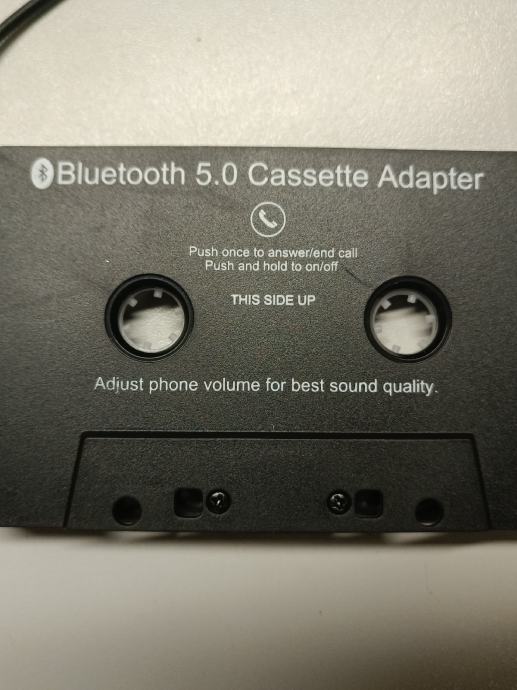 Bluetooth 5.0 Cassette Adapter
Push once to answer/end call
Push and hold to on/off
THIS SIDE UP
Adjust phone volume for best sound quality.